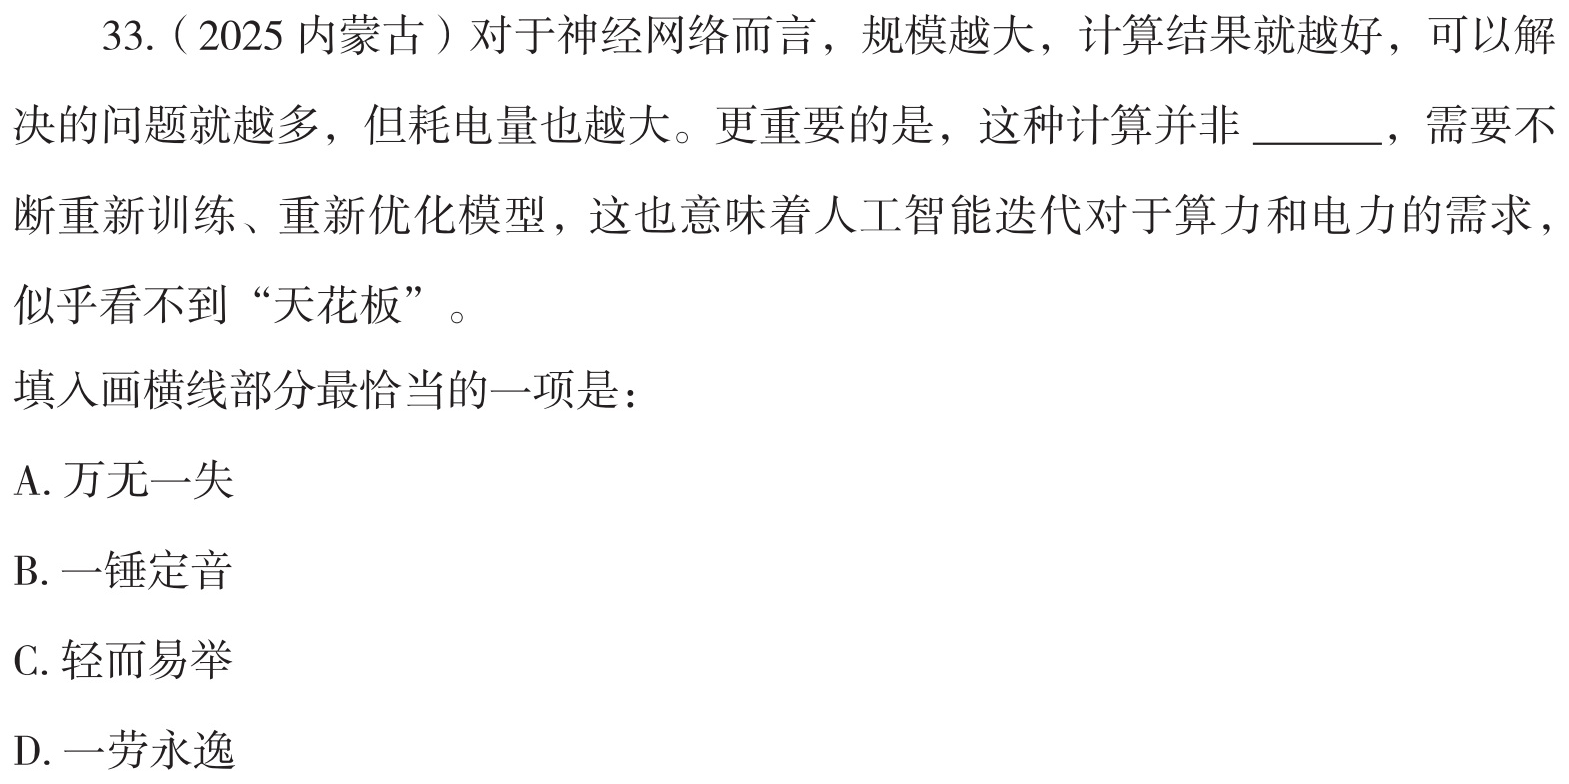 33.（2025 内蒙古）对于神经网络而言，规模越大，计算结果就越好，可以解
决的问题就越多，但耗电量也越大。更重要的是，这种计算并非 ______，需要不
断重新训练、重新优化模型，这也意味着人工智能迭代对于算力和电力的需求，
似乎看不到“天花板”。
填入画横线部分最恰当的一项是：
A. 万无一失
B. 一锤定音
C. 轻而易举
D. 一劳永逸